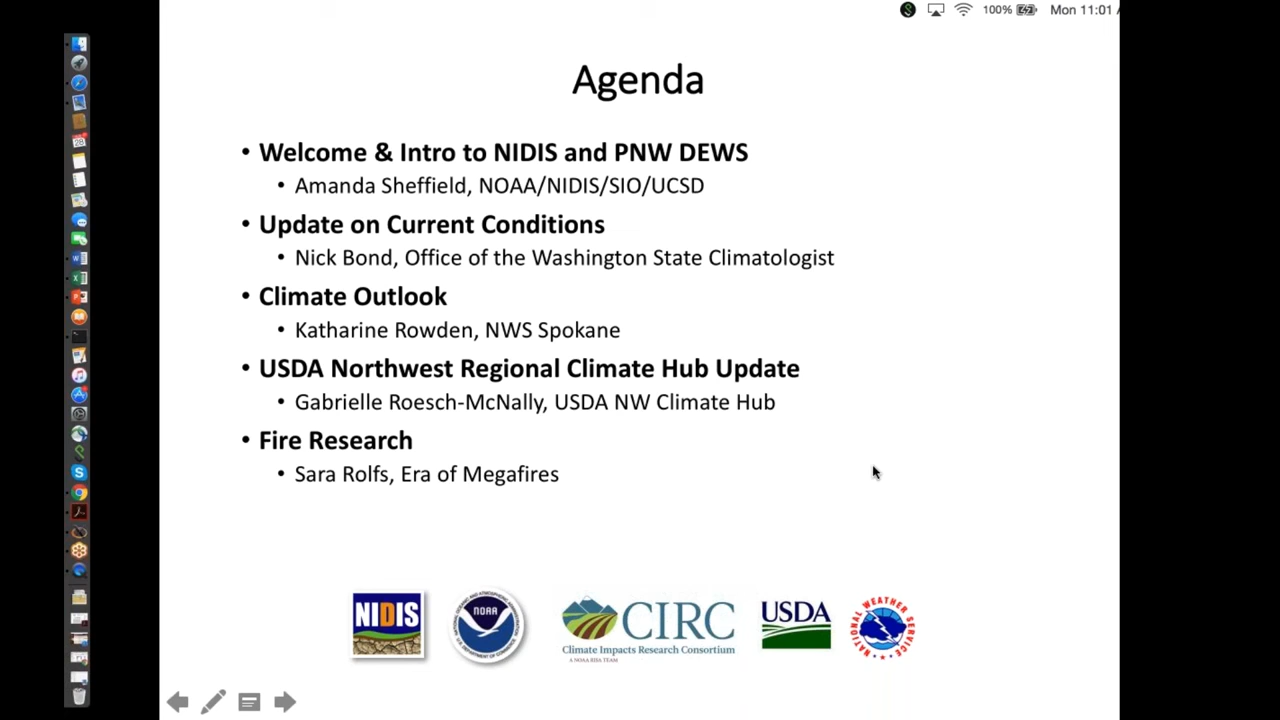 100%
Mon 11:01
Agenda
• Welcome & Intro to NIDIS and PNW DEWS
• Amanda Sheffield, NOAA/NIDIS/SIO/UCSD
• Update on Current Conditions
• Nick Bond, Office of the Washington State Climatologist
• Climate Outlook
• Katharine Rowden, NWS Spokane
• USDA Northwest Regional Climate Hub Update
• Gabrielle Roesch-McNally, USDA NW Climate Hub
• Fire Research
• Sara Rolfs, Era of Megafires
NIDIS
NOAA
CIRC
Climate Impacts Research Consortium
A NOAA RISA TEAM
USDA
NATIONAL WEATHER SERVICE